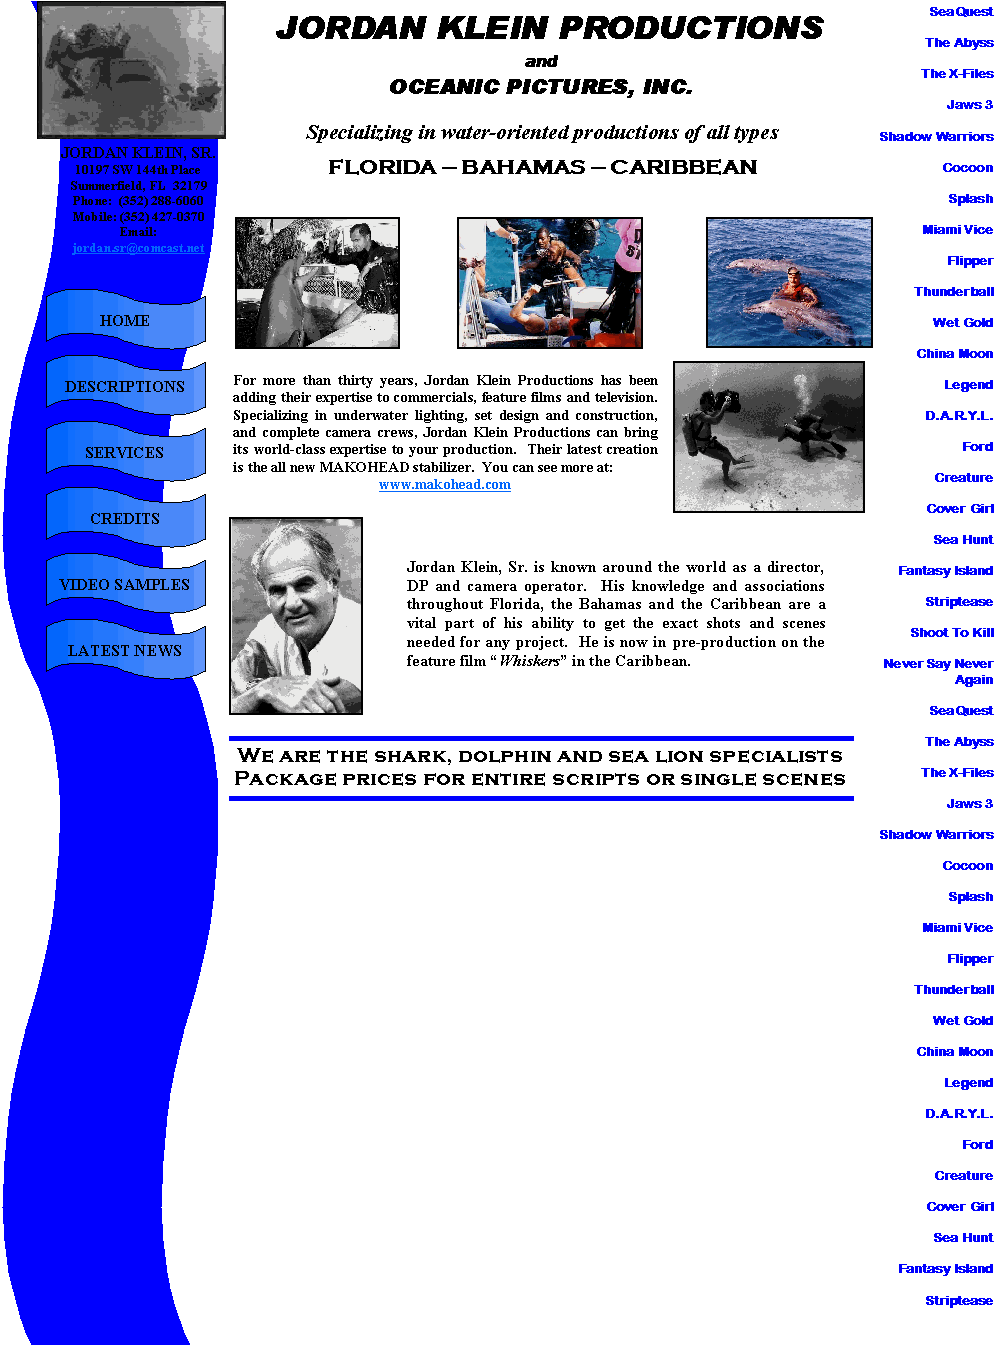 JORDAN KLEIN PRODUCTIONS
and
OCEANIC PICTURES, INC.
Specializing in water-oriented productions of all types
FLORIDA – BAHAMAS – CARIBBEAN
JORDAN KLEIN, SR.
10197 SW 144th Place
Summerfield, FL 32179
Phone: (352) 288-6060
Mobile: (352) 427-0370
Email:
jordan.sr@comcast.net
HOME
DESCRIPTIONS
SERVICES
CREDITS
VIDEO SAMPLES
LATEST NEWS
For more than thirty years, Jordan Klein Productions has been
adding their expertise to commercials, feature films and television.
Specializing in underwater lighting, set design and construction,
and complete camera crews, Jordan Klein Productions can bring
its world-class expertise to your production. Their latest creation
is the all new MAKOHEAD stabilizer. You can see more at:
www.makohead.com
Jordan Klein, Sr. is known around the world as a director,
DP and camera operator. His knowledge and associations
throughout Florida, the Bahamas and the Caribbean are a
vital part of his ability to get the exact shots and scenes
needed for any project. He is now in pre-production on the
feature film “Whiskers” in the Caribbean.
WE ARE THE SHARK, DOLPHIN AND SEA LION SPECIALISTS
PACKAGE PRICES FOR ENTIRE SCRIPTS OR SINGLE SCENES
SeaQuest
The Abyss
The X-Files
Jaws 3
Shadow Warriors
Cocoon
Splash
Miami Vice
Flipper
Thunderball
Wet Gold
China Moon
Legend
D.A.R.Y.L.
Ford
Creature
Cover Girl
Sea Hunt
Fantasy Island
Striptease
Shoot To Kill
Never Say Never
Again
SeaQuest
The Abyss
The X-Files
Jaws 3
Shadow Warriors
Cocoon
Splash
Miami Vice
Flipper
Thunderball
Wet Gold
China Moon
Legend
D.A.R.Y.L.
Ford
Creature
Cover Girl
Sea Hunt
Fantasy Island
Striptease